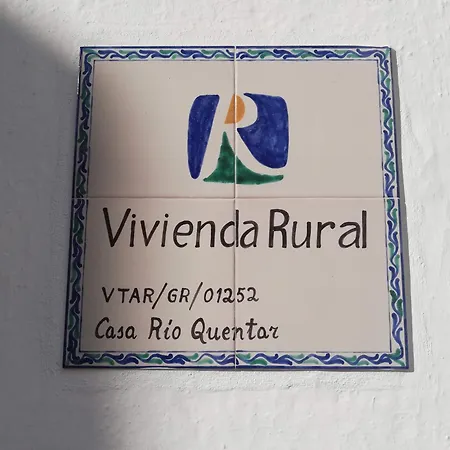 R
Vivienda Rural
VTAR/GR/01252
Casa Río Quentar